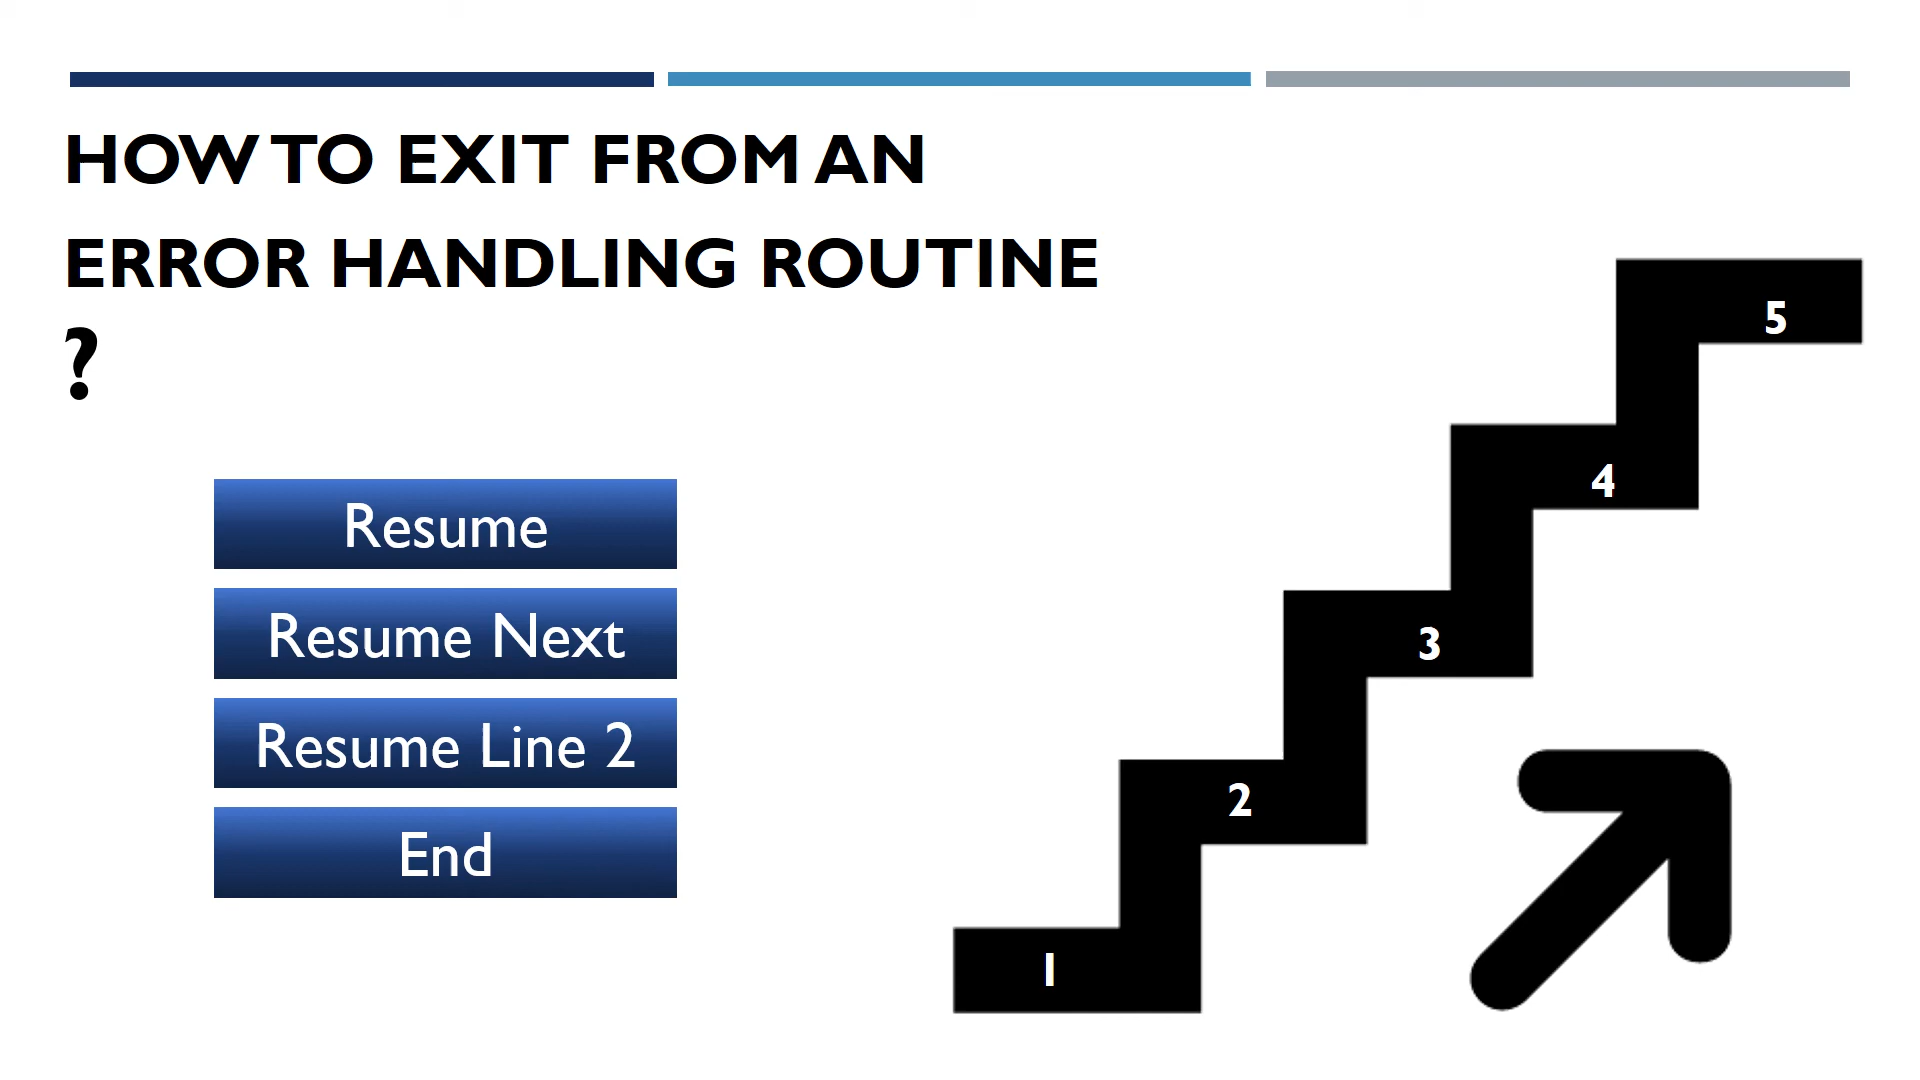 HOW TO EXIT FROM AN
ERROR HANDLING ROUTINE
?
Resume
Resume Next
Resume Line 2
End
5
4
3
2
1